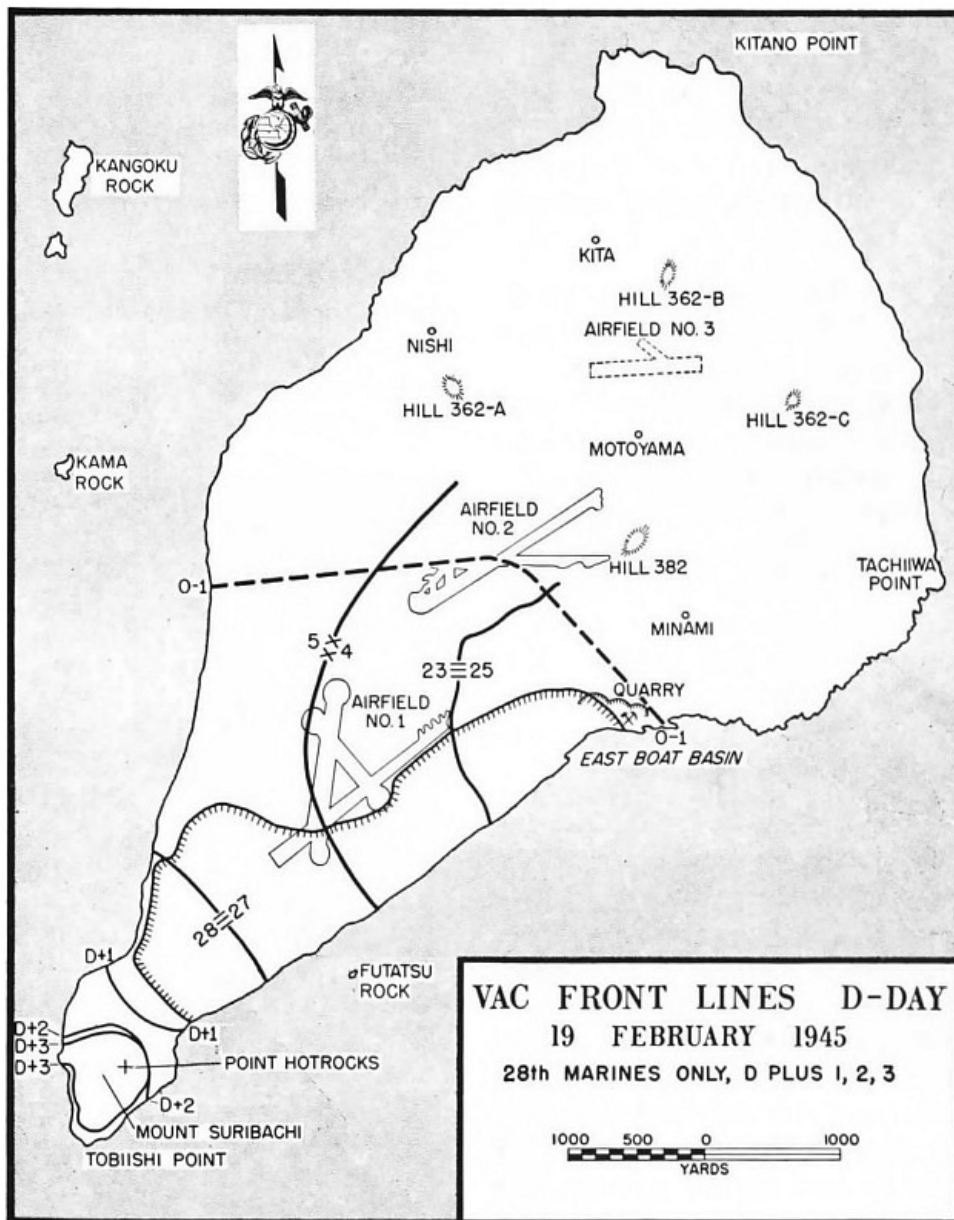 KITANO POINT
KANGOKU
ROCK
KITA
HILL 362-B
AIRFIELD NO. 3
NISHI
HILL 362-A
HILL 362-C
MOTOYAMA
KAMA
ROCK
AIRFIELD
NO. 2
HILL 382
TACHIIWA
POINT
O-1
MINAMI
5 4
23 25
QUARRY
AIRFIELD
NO. 1
O-1
EAST BOAT BASIN
28 27
D+1
FUTATSU
ROCK
D+2
D+3
D+1
D+3
POINT HOTROCKS
D+2
MOUNT SURIBACHI
TOBIISHI POINT
VAC FRONT LINES D-DAY
19 FEBRUARY 1945
28th MARINES ONLY, D PLUS 1, 2, 3
1000 500 0 1000
YARDS